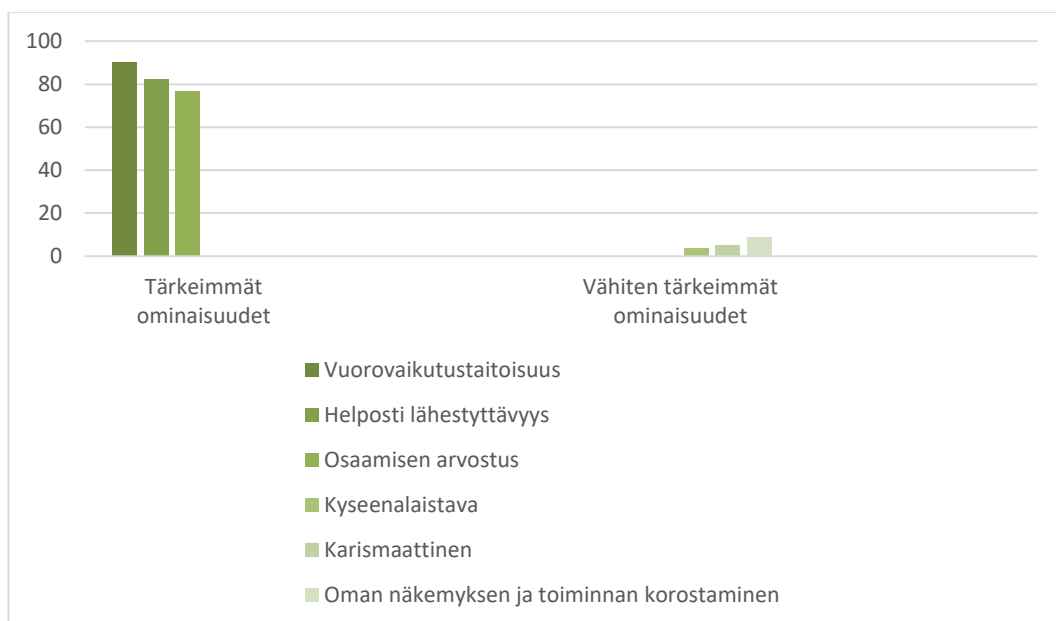 100
80
60
40
20
0
Tärkeimmät
ominaisuudet
Vähiten tärkeimmät
ominaisuudet
Vuorovaikutustaitoisuus
Helposti lähestyttävyys
Osaamisen arvostus
Kyseenalaistava
Karismaattinen
Oman näkemyksen ja toiminnan korostaminen